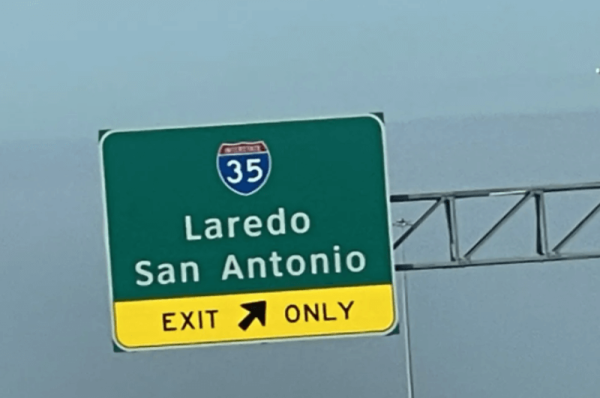 INTERSTATE
35
Laredo
San Antonio
EXIT ONLY